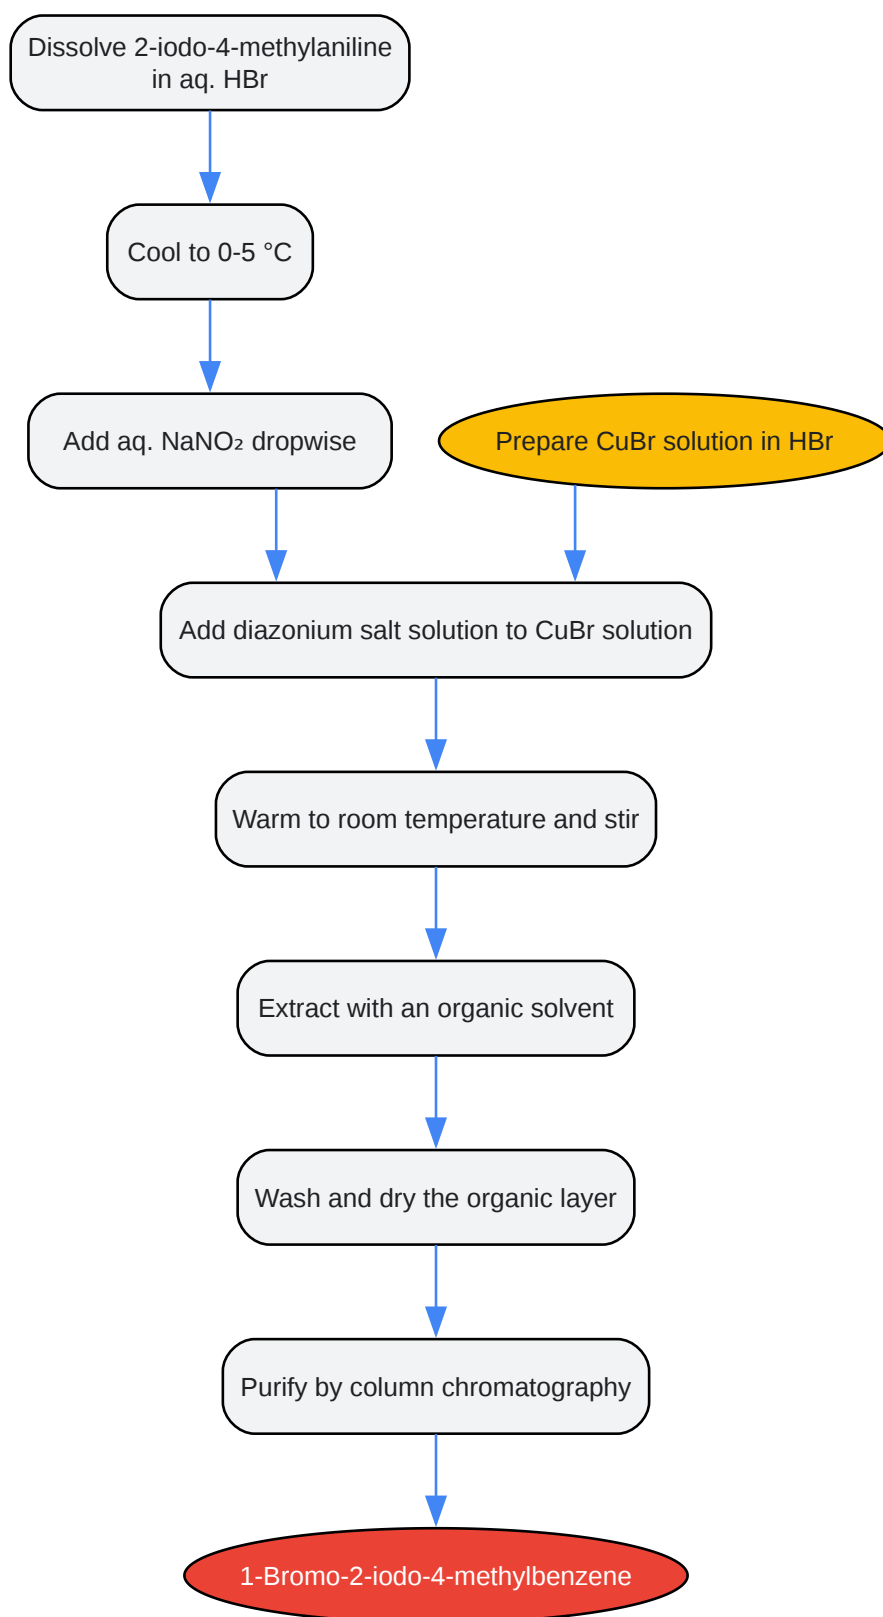 Dissolve 2-iodo-4-methylaniline
in aq. HBr
Cool to 0-5 °C
Add aq. NaNO₂ dropwise
Prepare CuBr solution in HBr
Add diazonium salt solution to CuBr solution
Warm to room temperature and stir
Extract with an organic solvent
Wash and dry the organic layer
Purify by column chromatography
1-Bromo-2-iodo-4-methylbenzene